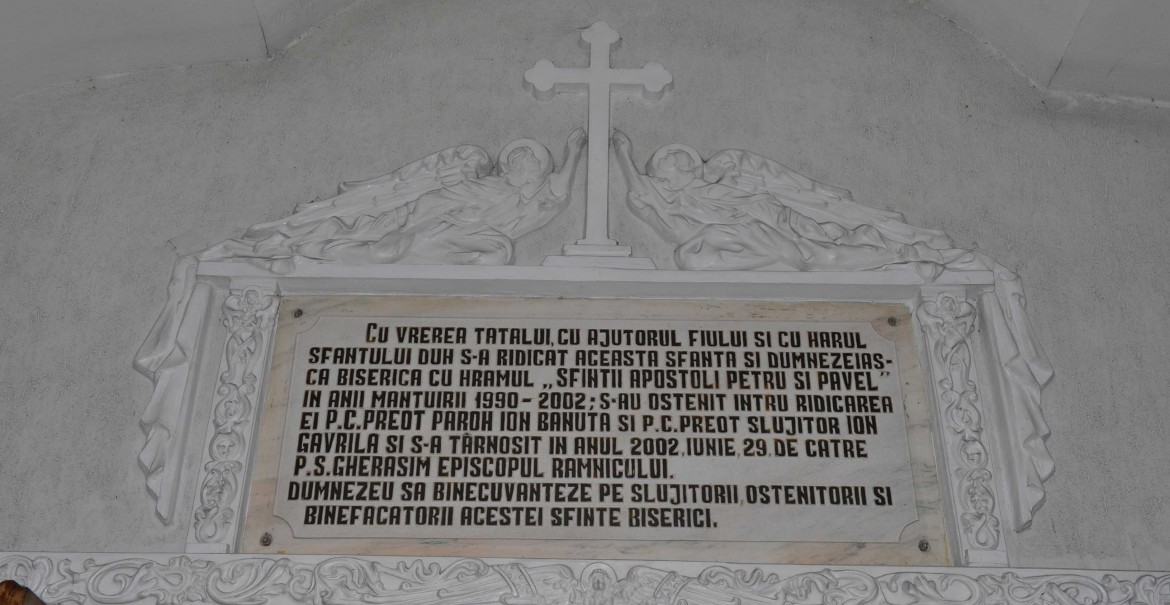 CU VREREA TATALUI, CU AJUTORUL FIULUI SI CU HARUL
SFANTULUI DUH S-A RIDICAT ACEASTA SFANTA SI DUMNEZEIAS-
CA BISERICA CU HRAMUL „SFINTII APOSTOLI PETRU SI PAVEL”
IN ANII MANTUIRII 1990-2002; S-AU OSTENIT INTRU RIDICAREA
EI P.C.PREOT PAROH ION BANUTA SI P.C.PREOT SLUJITOR ION
GAVRILA SI S-A TÂRNOSIT IN ANUL 2002, IUNIE, 29. DE CATRE
P.S.GHERASIM EPISCOPUL RAMNICULUI.
DUMNEZEU SA BINECUVANTEZE PE SLUJITORII, OSTENITORII SI
BINEFACATORII ACESTEI SFINTE BISERICI.